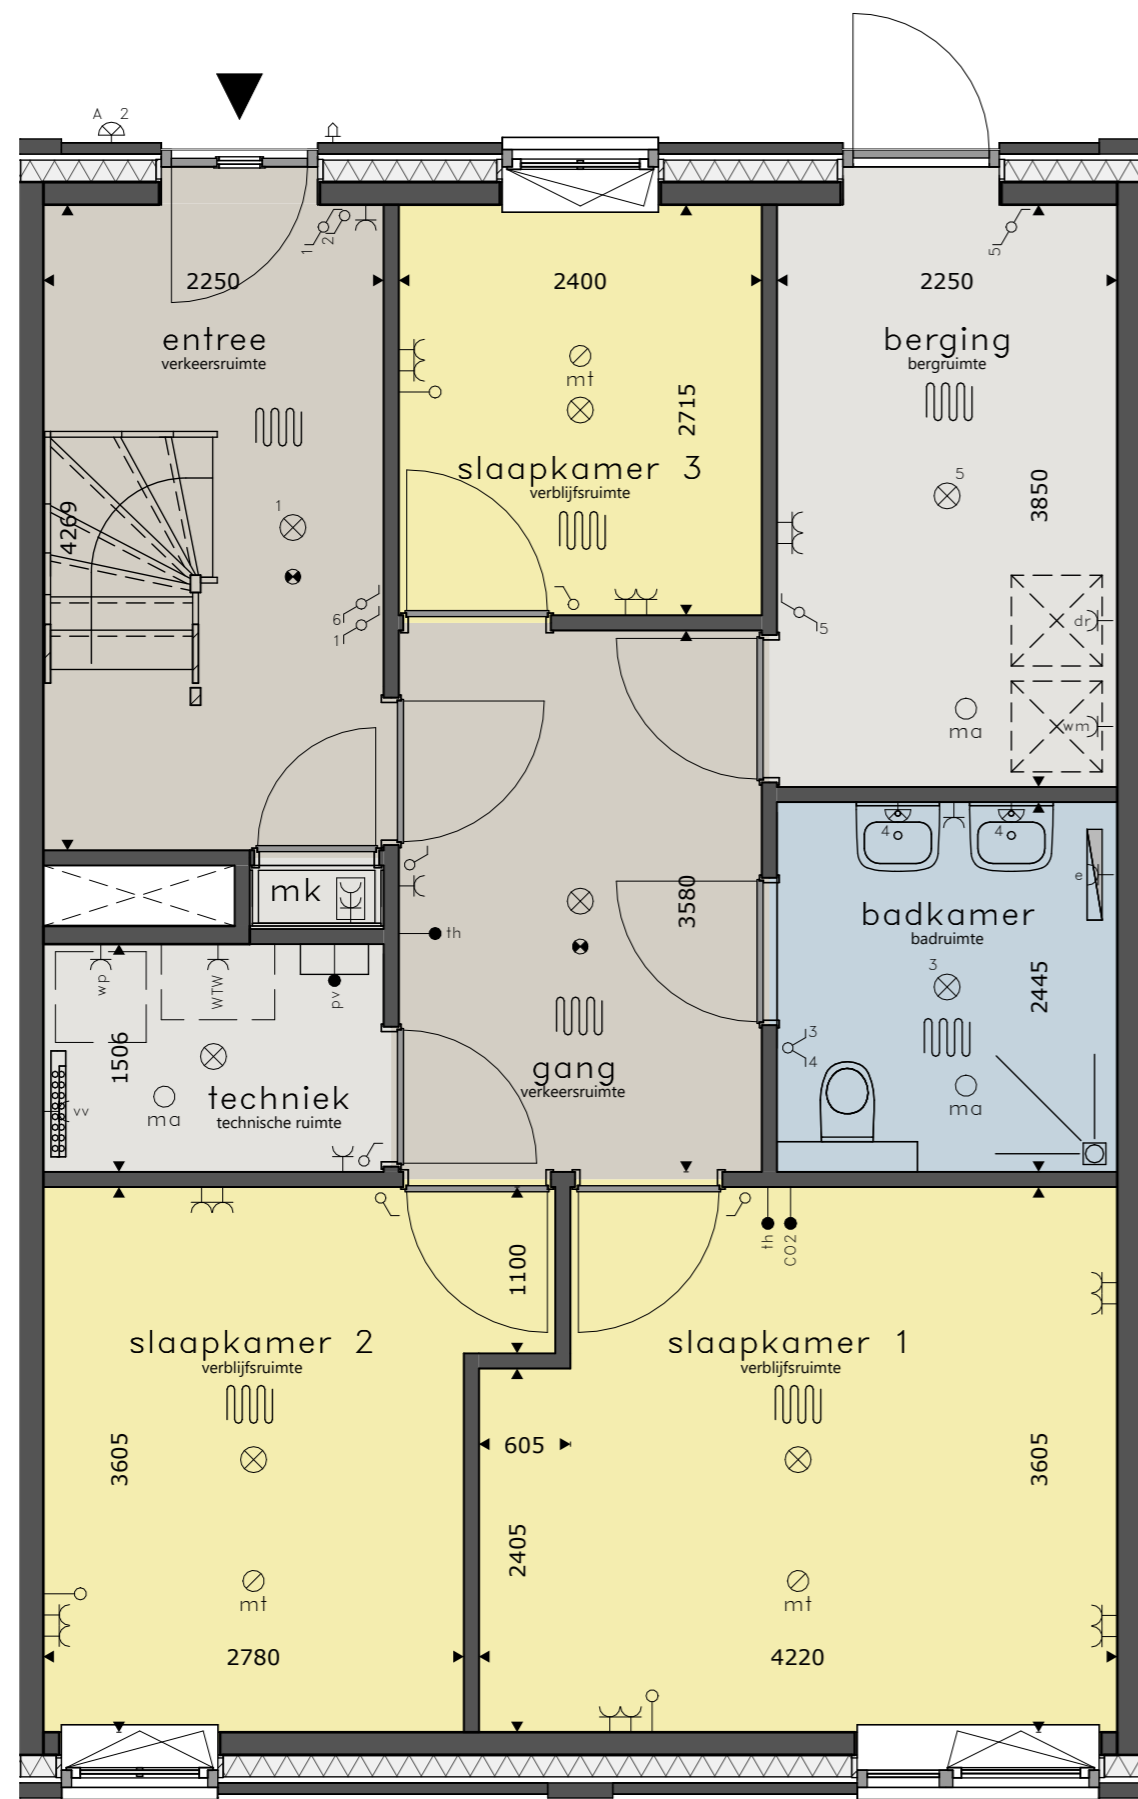 A 2
1
2
5
2250
2400
2250
entree
verkeersruimte
berging
bergruimte
mt
2715
slaapkamer 3
verblijfsruimte
4269
1
5
3850
6
1
5
dr
ma
wm
mk
4
4
e
3580
badkamer
badruimte
th
3
2445
wp
WTW
pv
1506
3
4
vv
ma
techniek
technische ruimte
gang
verkeersruimte
ma
1100
th
CO2
slaapkamer 2
verblijfsruimte
slaapkamer 1
verblijfsruimte
3605
605
3605
2405
mt
mt
2780
4220